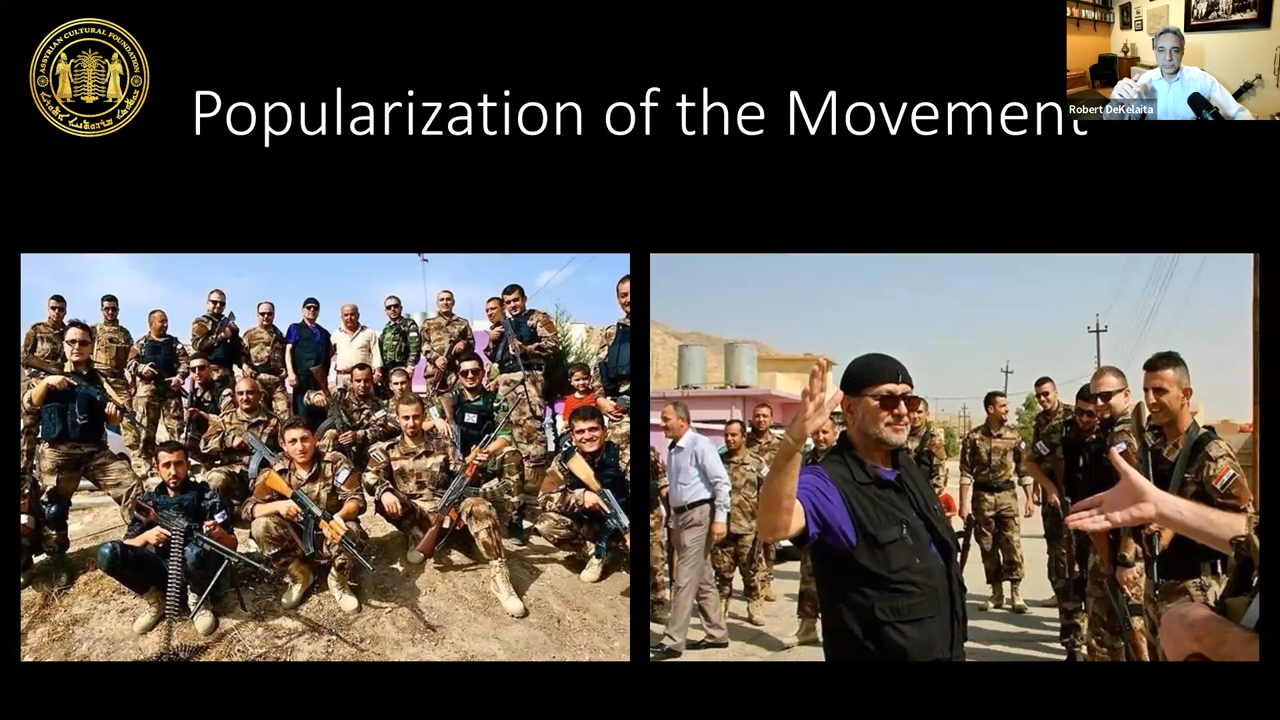 ASSYRIAN CULTURAL FOUNDATION
Popularization of the Movement
Robert DeKelaita